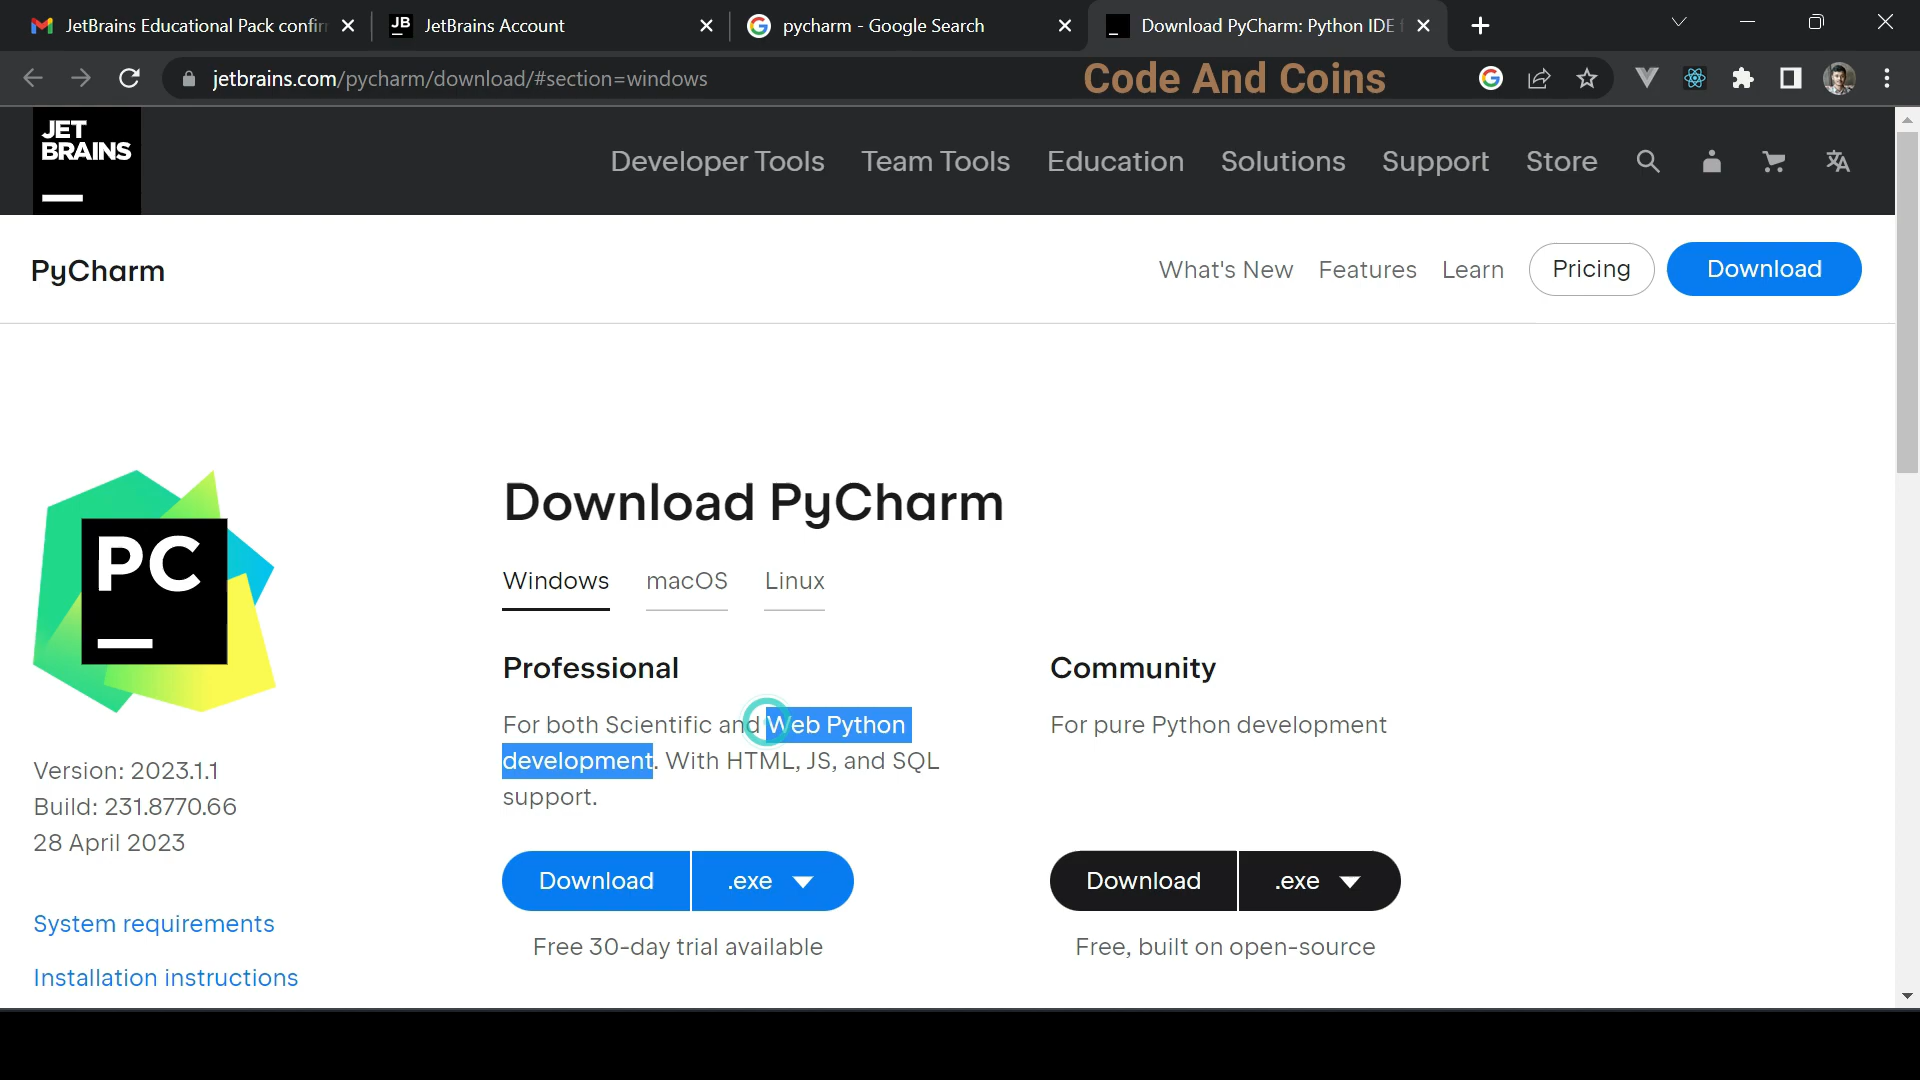 JetBrains Educational Pack confir
JetBrains Account
pycharm - Google Search
Download PyCharm: Python IDE f
jetbrains.com/pycharm/download/#section=windows
Code And Coins
JET
BRAINS
Developer Tools
Team Tools
Education
Solutions
Support
Store
PyCharm
What's New
Features
Learn
Pricing
Download
PC
Download PyCharm
Windows
macOS
Linux
Professional
For both Scientific and Web Python
development. With HTML, JS, and SQL
support.
Download
.exe
Free 30-day trial available
Community
For pure Python development
Download
.exe
Free, built on open-source
Version: 2023.1.1
Build: 231.8770.66
28 April 2023
System requirements
Installation instructions